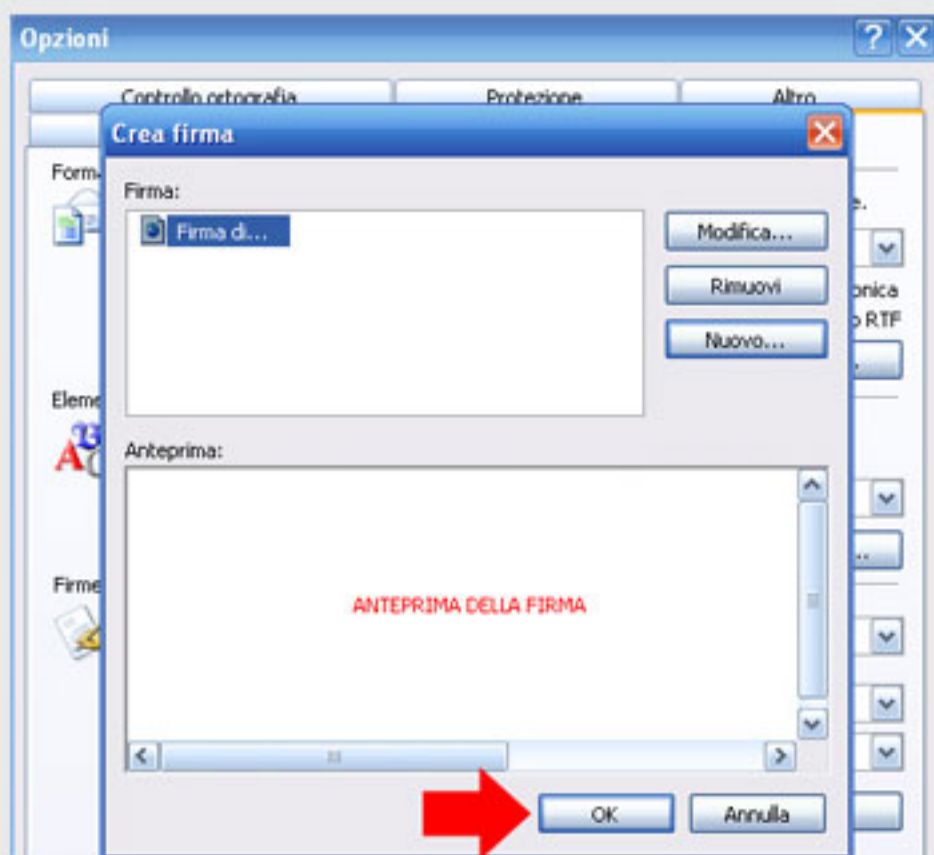 Opzioni
Controllo ortografia Protezione Altro
Crea firma
Firma:
Firma di...
Modifica...
Rimuovi
Nuovo...
RTF
Anteprima:
ANTEPRIMA DELLA FIRMA
OK Annulla